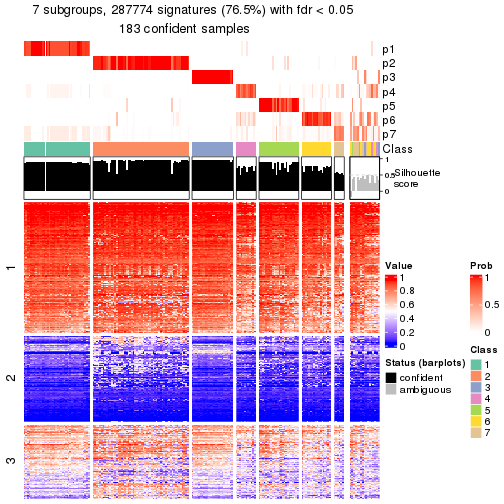 7 subgroups, 287774 signatures (76.5%) with fdr < 0.05
183 confident samples
p1
p2
p3
p4
p5
p6
p7
Class
1
0.5
0
Silhouette
score
1
2
3
Value
1
0.8
0.6
0.4
0.2
0
Status (barplots)
confident
ambiguous
Prob
1
0.5
0
Class
1
2
3
4
5
6
7